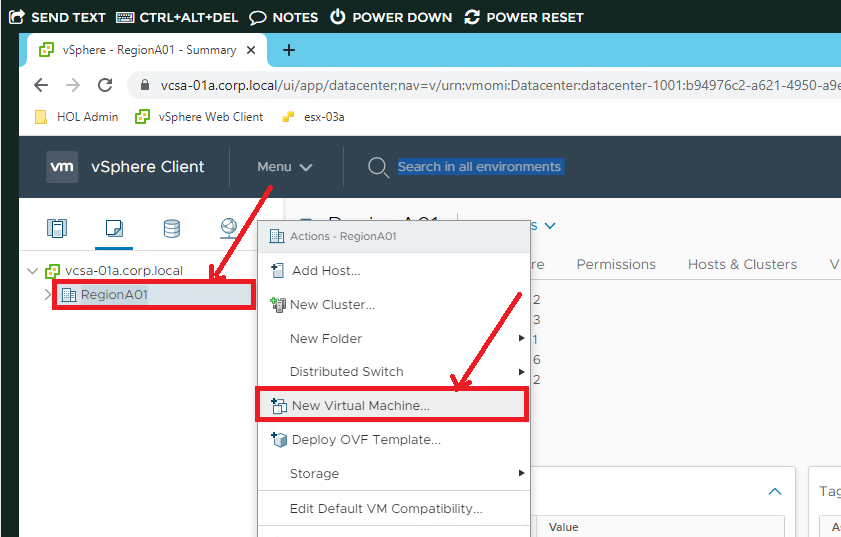 SEND TEXT CTRL+ALT+DEL NOTES POWER DOWN POWER RESET
vSphere - RegionA01 - Summary
vcsa-01a.corp.local/ui/app/datacenter;nav=v/urn:vmomi:Datacenter:datacenter-1001:b94976c2-a621-4950-a9e
HOL Admin vSphere Web Client esx-03a
vm vSphere Client Menu Search in all environments
Actions - RegionA01
vcsa-01a.corp.local
RegionA01
Add Host...
New Cluster...
New Folder
Distributed Switch
New Virtual Machine...
Deploy OVF Template...
Storage
Edit Default VM Compatibility...
Permissions Hosts & Clusters V
2
3
1
6
2
Tag
Value